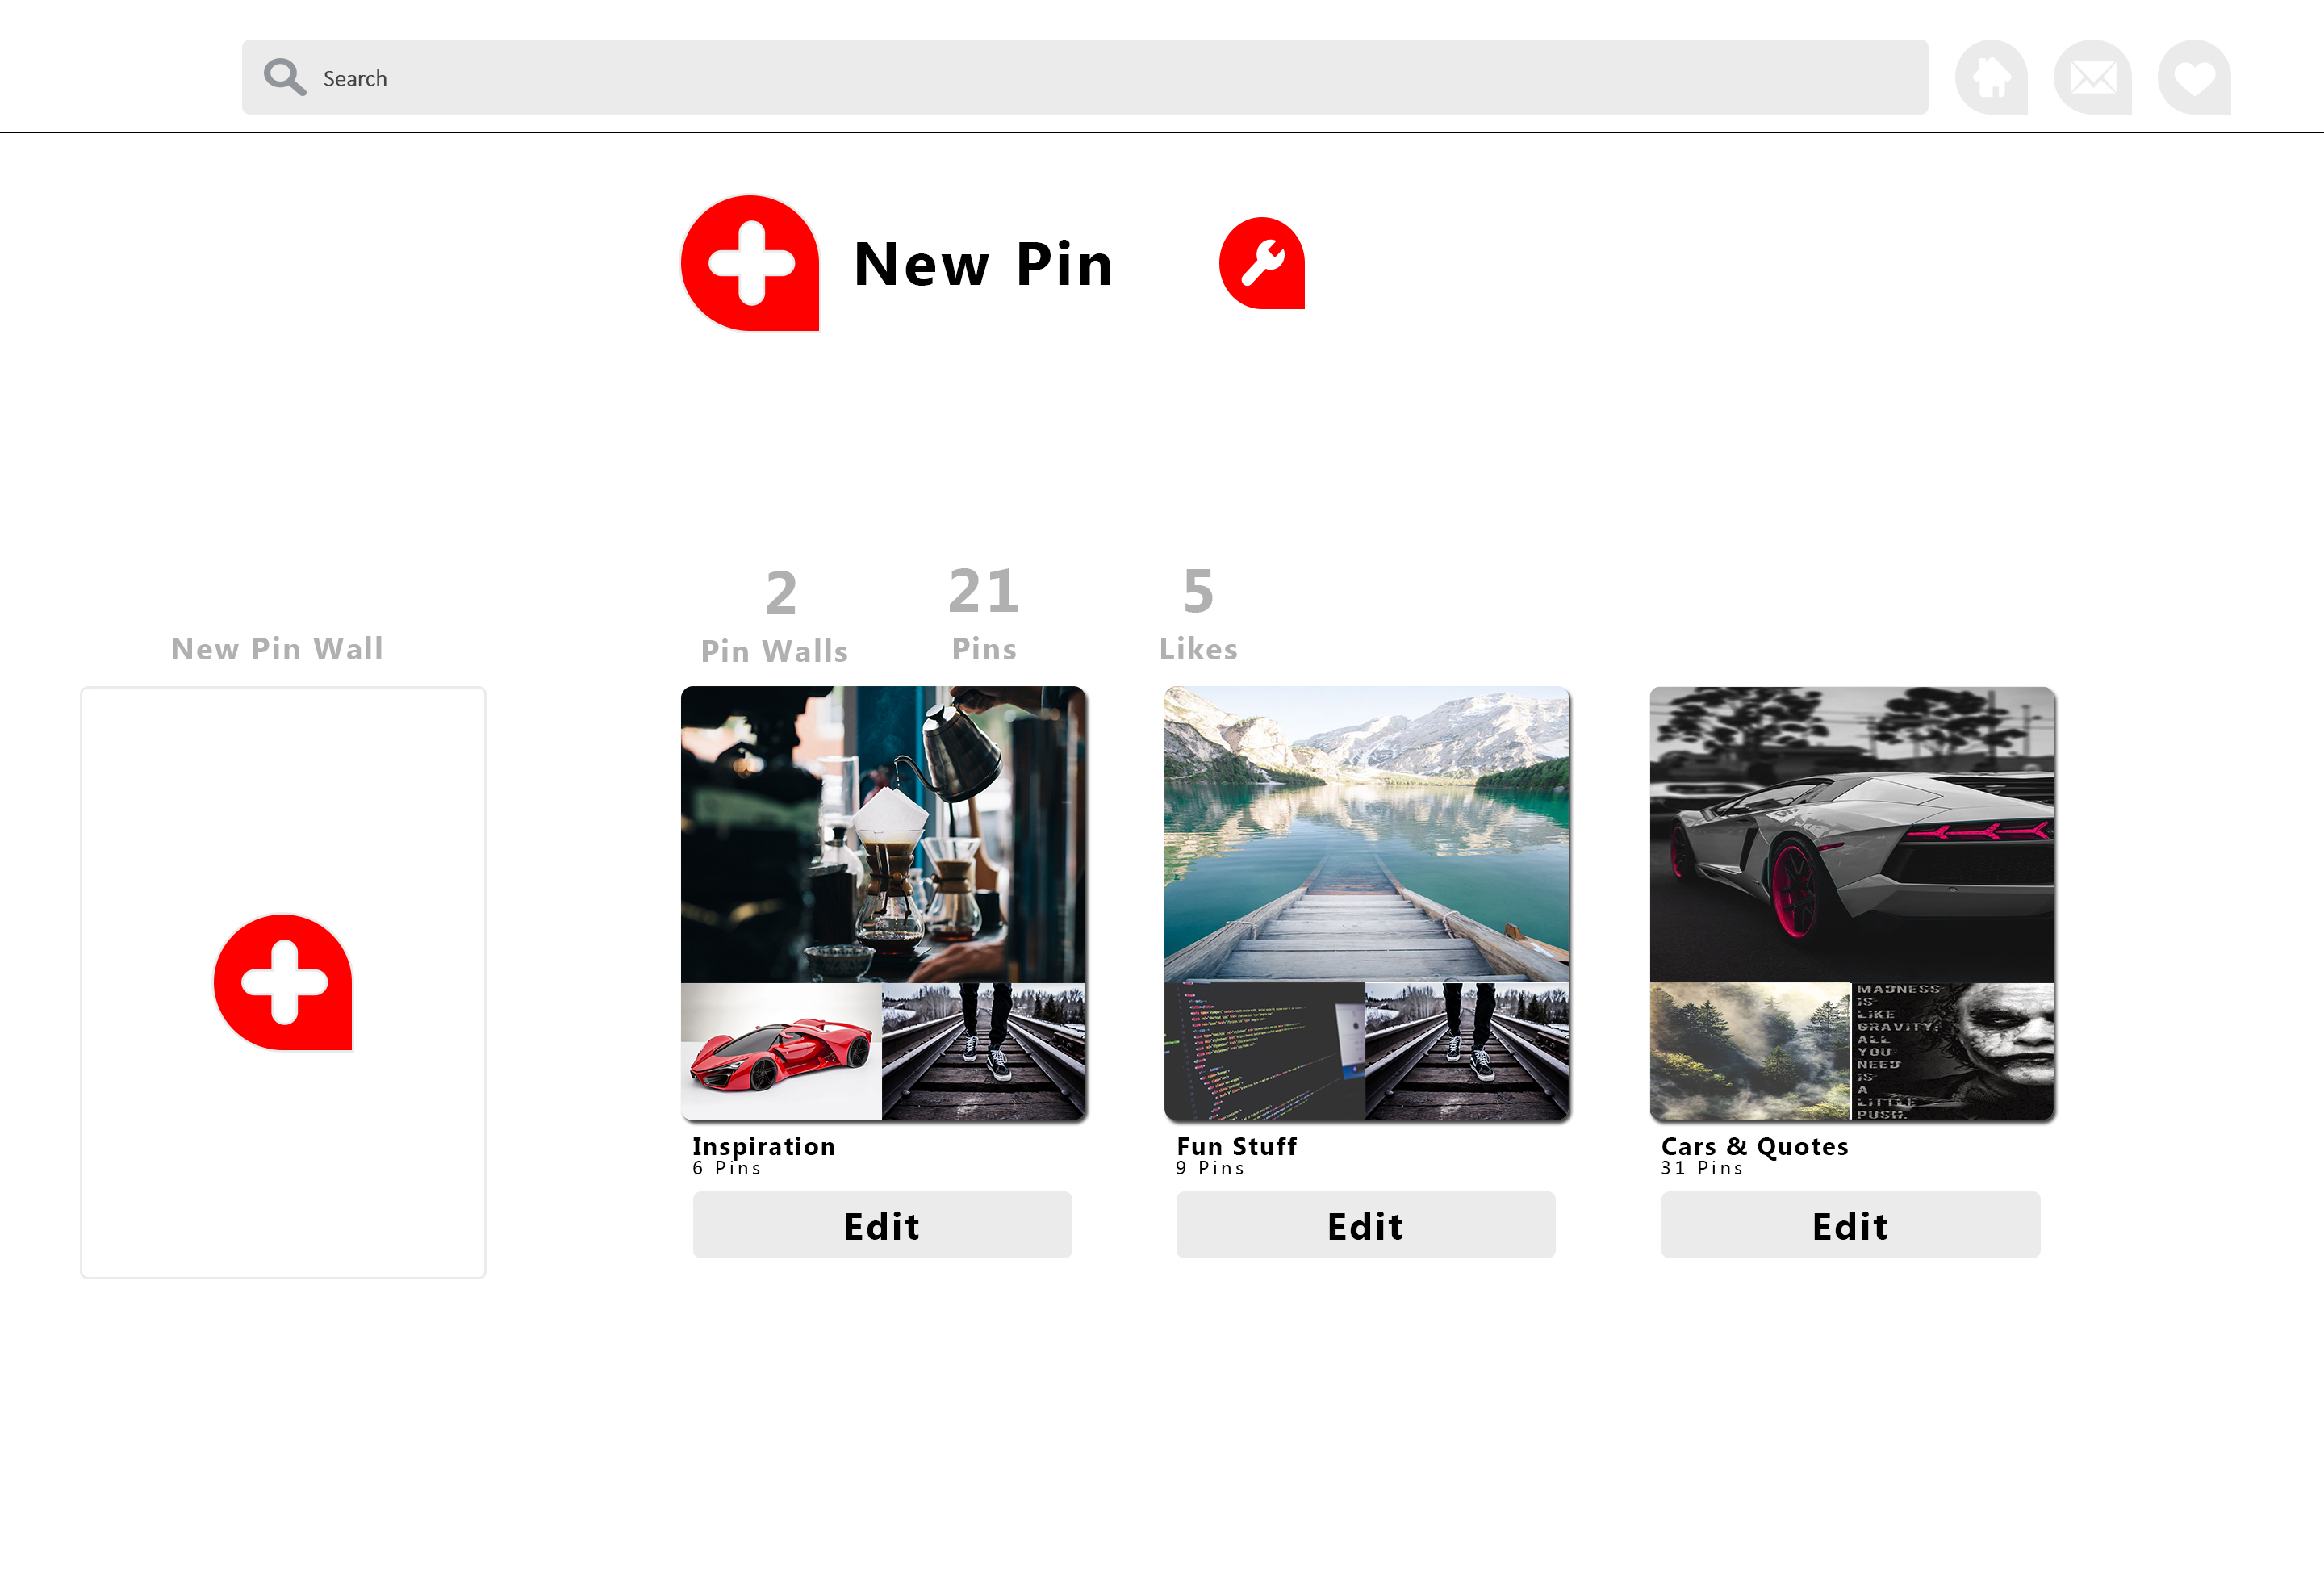 Search
New Pin
2
21
5
New Pin Wall
Pin Walls
Pins
Likes
MADNESS
IS
LIKE
GRAVITY.
ALL
YOU
NEED
IS
A
LITTLE
PUSH.
Inspiration
6 Pins
Fun Stuff
9 Pins
Cars & Quotes
31 Pins
Edit
Edit
Edit